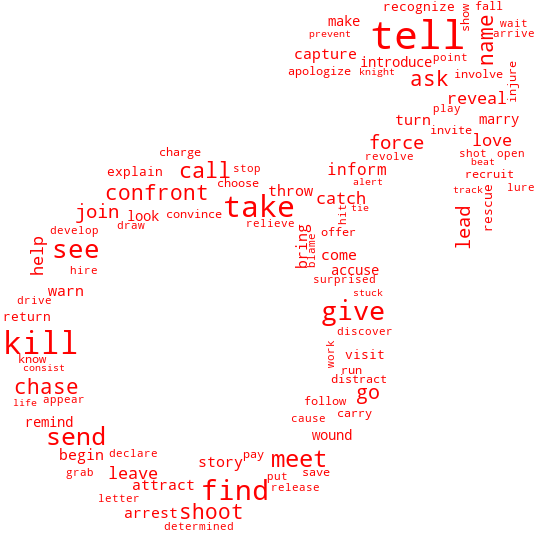 recognize
show
fall
make
wait
prevent
tell
name
arrive
capture
introduce
point
apologize
knight
ask
involve
injure
reveal
play
turn
marry
invite
force
love
charge
revolve
shot
open
beat
explain
call
stop
inform
recruit
choose
alert
confront
throw
catch
track
lure
rescue
join
look
convince
take
hit
tie
lead
draw
relieve
develop
bring
offer
help
see
blame
come
hire
accuse
surprised
warn
stuck
drive
return
give
kill
discover
know
work
visit
consist
run
chase
distract
life
appear
go
follow
carry
remind
cause
send
wound
begin
declare
pay
story
meet
grab
leave
put
save
attract
find
release
letter
arrest
shoot
determined